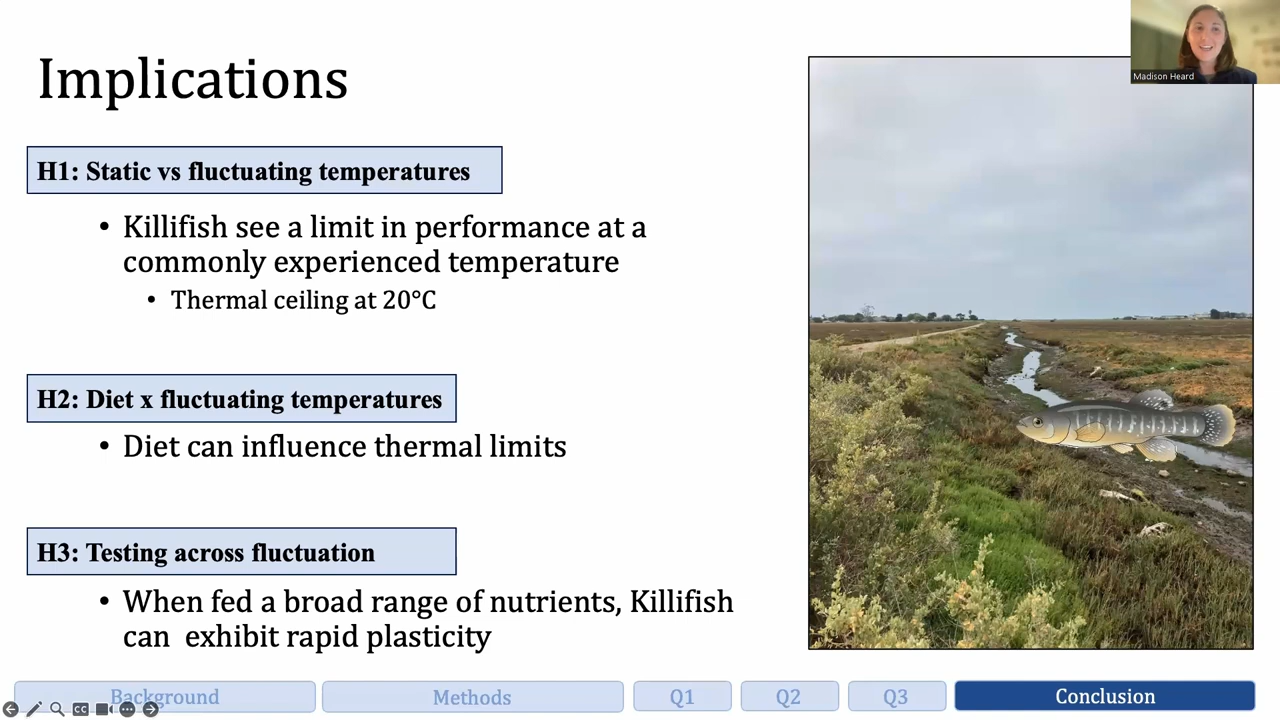 Madison Heard
Implications
H1: Static vs fluctuating temperatures
• Killifish see a limit in performance at a
commonly experienced temperature
• Thermal ceiling at 20°C
H2: Diet x fluctuating temperatures
• Diet can influence thermal limits
H3: Testing across fluctuation
• When fed a broad range of nutrients, Killifish
can exhibit rapid plasticity
Background
Methods
Q1
Q2
Q3
Conclusion
CC